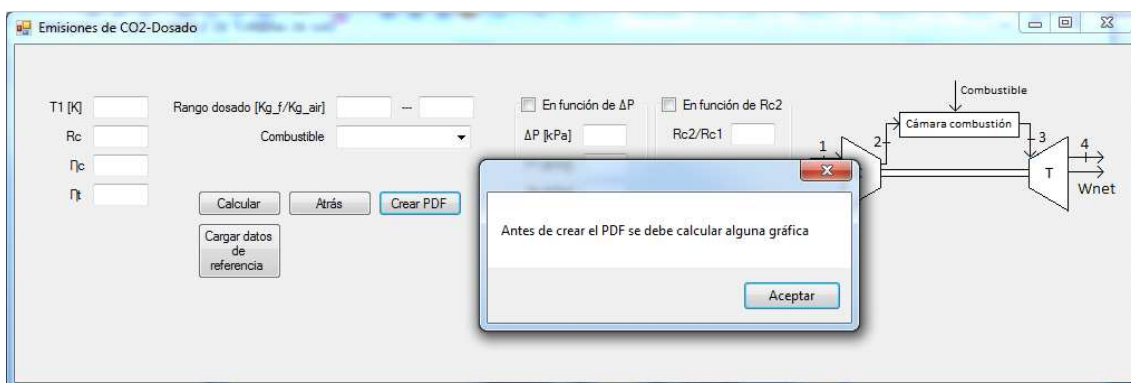 Emisiones de CO2-Dosado
T1 [K]
Rango dosado [Kg_f/Kg_air]
---
En función de ΔP
En función de Rc2
Combustible
Rc
Combustible
ΔP [kPa]
Rc2/Rc1
Cámara combustión
1
2
3
4
Πc
Πt
T
Wnet
Calcular
Atrás
Crear PDF
Cargar datos
de
referencia
Antes de crear el PDF se debe calcular alguna gráfica
Aceptar